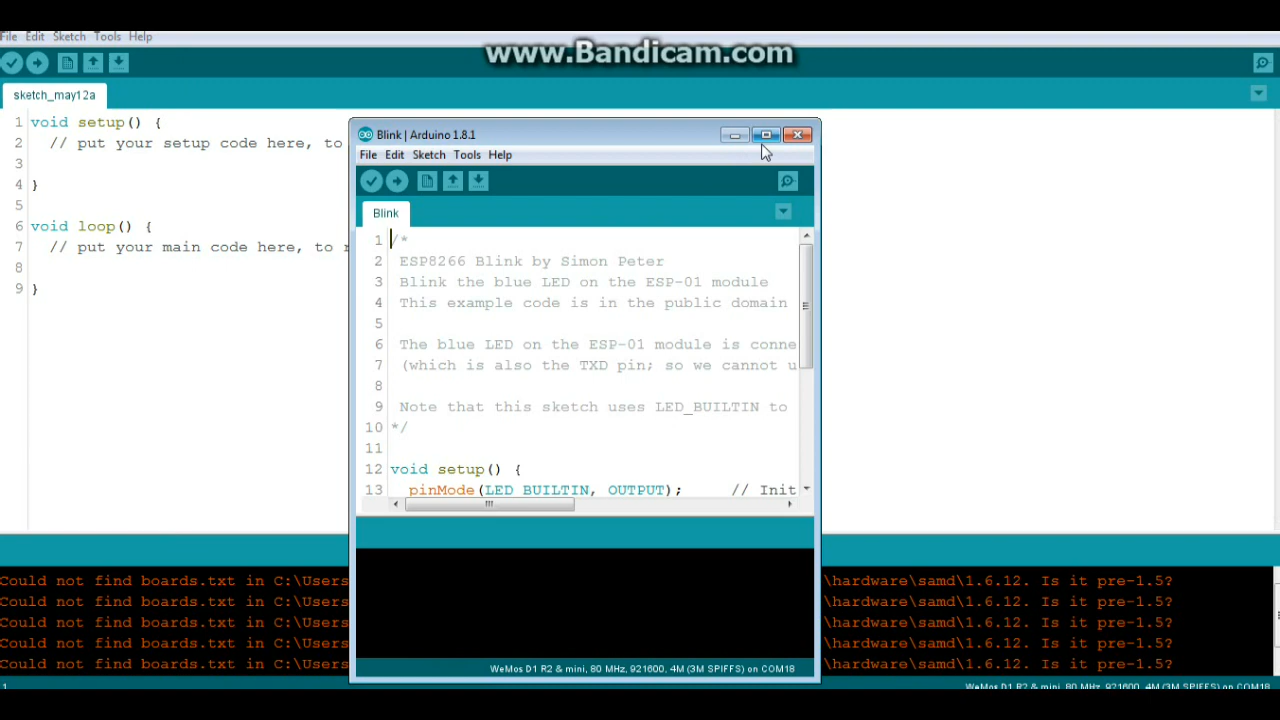 File Edit Sketch Tools Help
www.Bandicam.com
sketch_may12a
1 void setup() {
2 // put your setup code here, to
3
4 }
5
6 void loop() {
7 // put your main code here, to r
8
9 }
Blink | Arduino 1.8.1
File Edit Sketch Tools Help
Blink
1 /*
2 ESP8266 Blink by Simon Peter
3 Blink the blue LED on the ESP-01 module
4 This example code is in the public domain
5
6 The blue LED on the ESP-01 module is conne
7 (which is also the TXD pin; so we cannot u
8
9 Note that this sketch uses LED_BUILTIN to
10 */
11
12 void setup() {
13 pinMode(LED_BUILTIN, OUTPUT); // Init
WeMos D1 R2 & mini, 80 MHz, 921600, 4M (3M SPIFFS) on COM18
Could not find boards.txt in C:\Users \hardware\samd\1.6.12. Is it pre-1.5?
Could not find boards.txt in C:\Users \hardware\samd\1.6.12. Is it pre-1.5?
Could not find boards.txt in C:\Users \hardware\samd\1.6.12. Is it pre-1.5?
Could not find boards.txt in C:\Users \hardware\samd\1.6.12. Is it pre-1.5?
Could not find boards.txt in C:\Users \hardware\samd\1.6.12. Is it pre-1.5?
1 WeMos D1 R2 & mini, 80 MHz, 921600, 4M (3M SPIFFS) on COM18